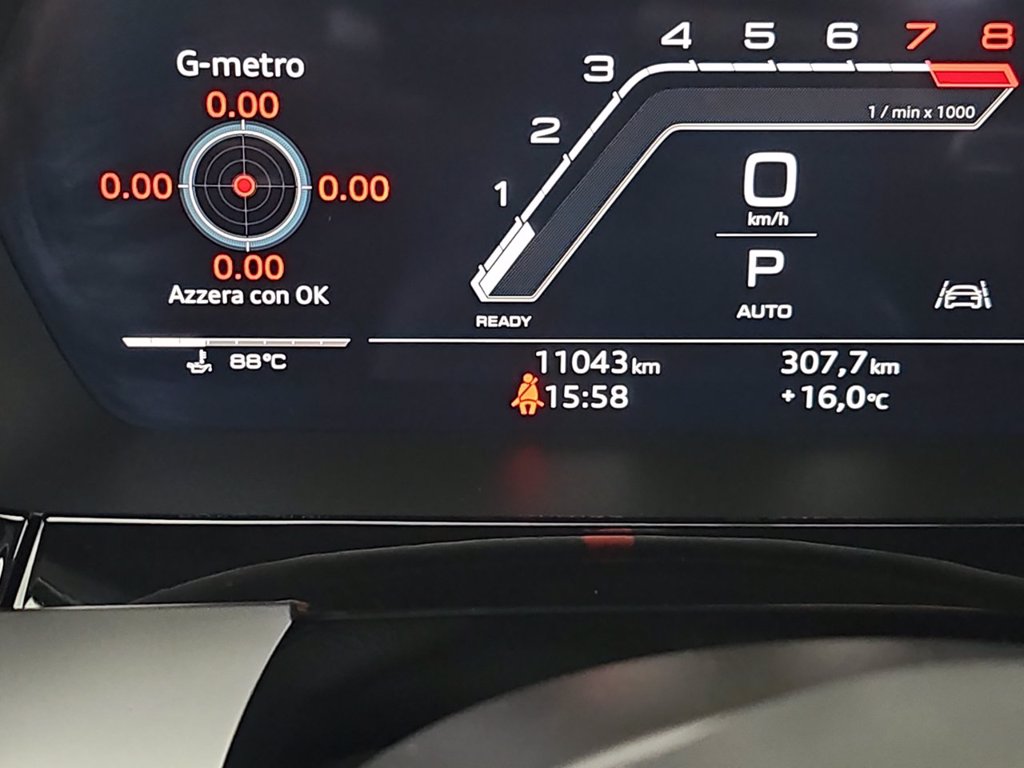 G-metro
0.00
0.00 0.00
0.00
Azzera con OK
88°C
1 2 3 4 5 6 7 8
1 / min x 1000
0
km/h
P
AUTO
READY
11043 km
15:58
307,7 km
+16,0°C